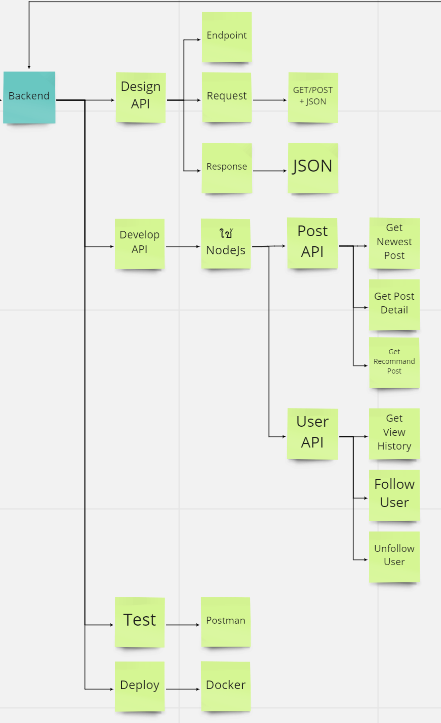 Backend
Design
API
Endpoint
Request
GET/POST
+ JSON
Response
JSON
Develop
API
ใช้
NodeJs
Post
API
Get
Newest
Post
Get Post
Detail
Get
Recommand
Post
User
API
Get
View
History
Follow
User
Unfollow
User
Test
Postman
Deploy
Docker